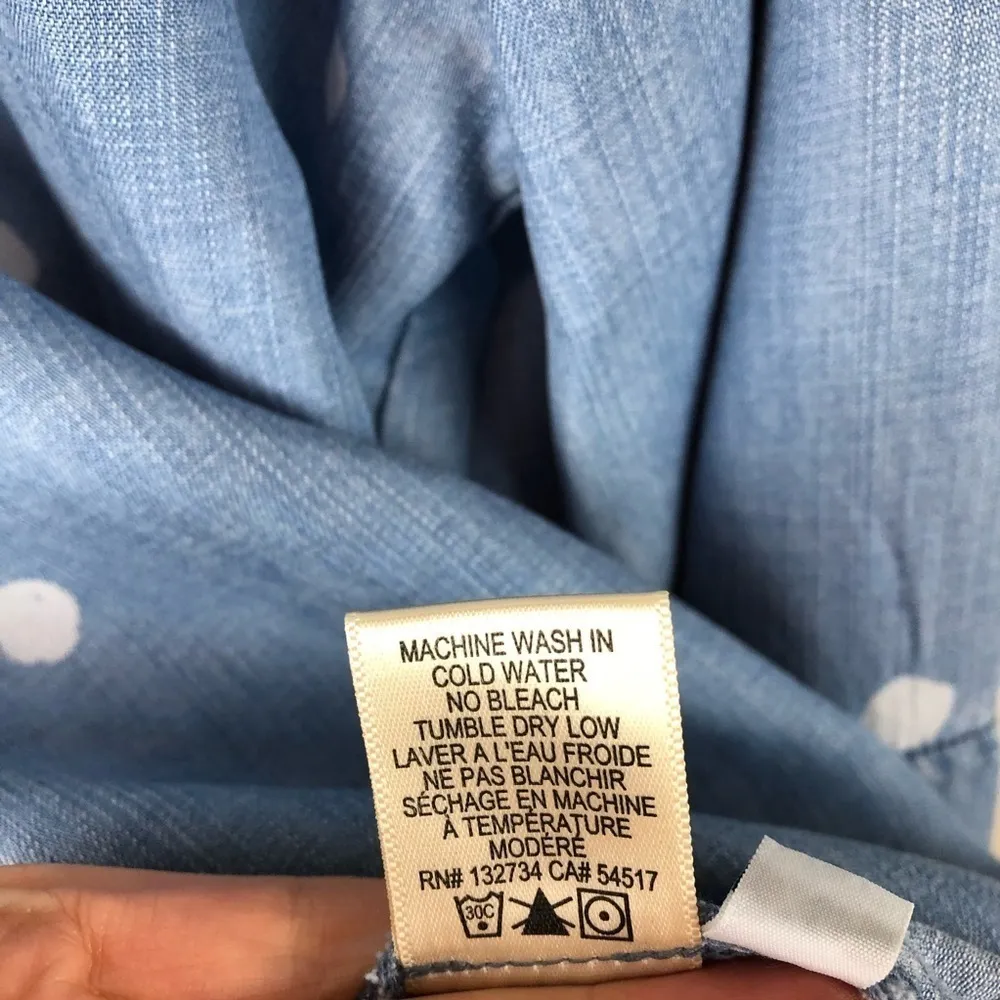 MACHINE WASH IN
COLD WATER
NO BLEACH
TUMBLE DRY LOW
LAVER A L'EAU FROIDE
NE PAS BLANCHIR
SÉCHAGE EN MACHINE
À TEMPÉRATURE
MODÉRÉ
RN# 132734 CA# 54517
30C